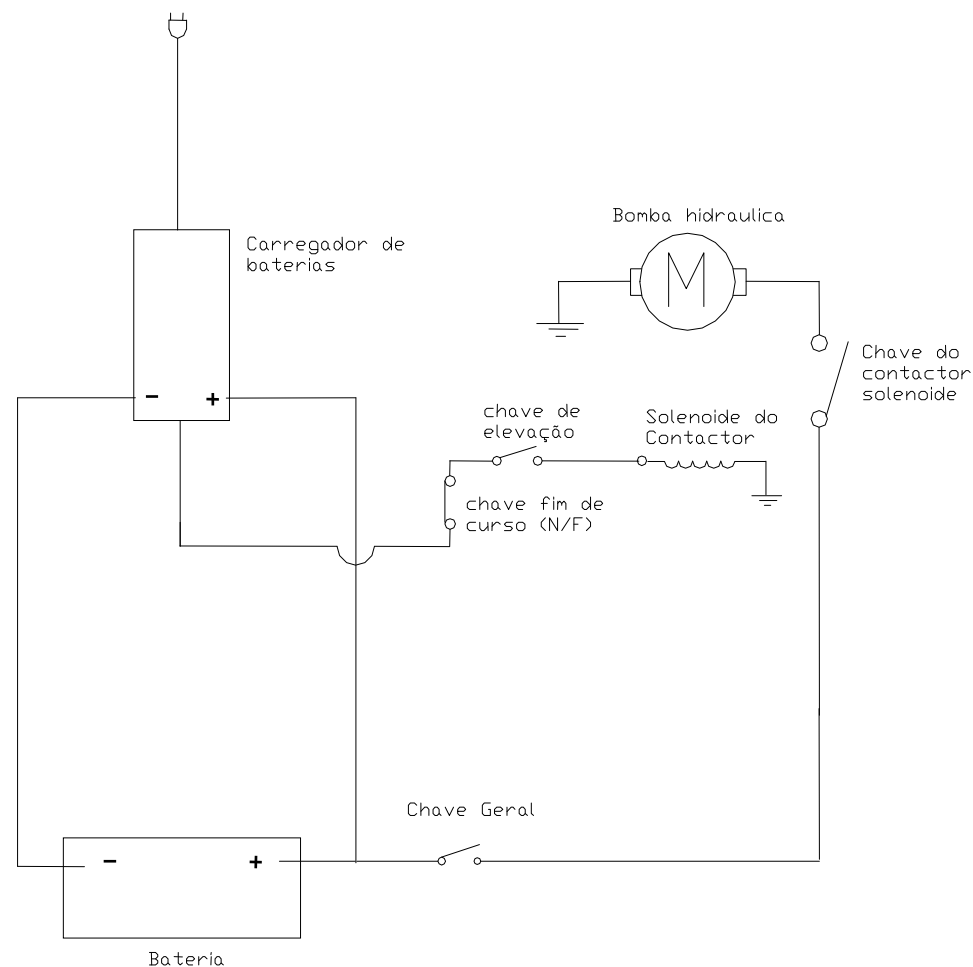 Bomba hidraulica
M
Carregador de
baterias
- +
Chave do
contactor
solenoide
chave de
elevação
Solenoide do
Contactor
chave fim de
curso (N/F)
Chave Geral
- +
Bateria